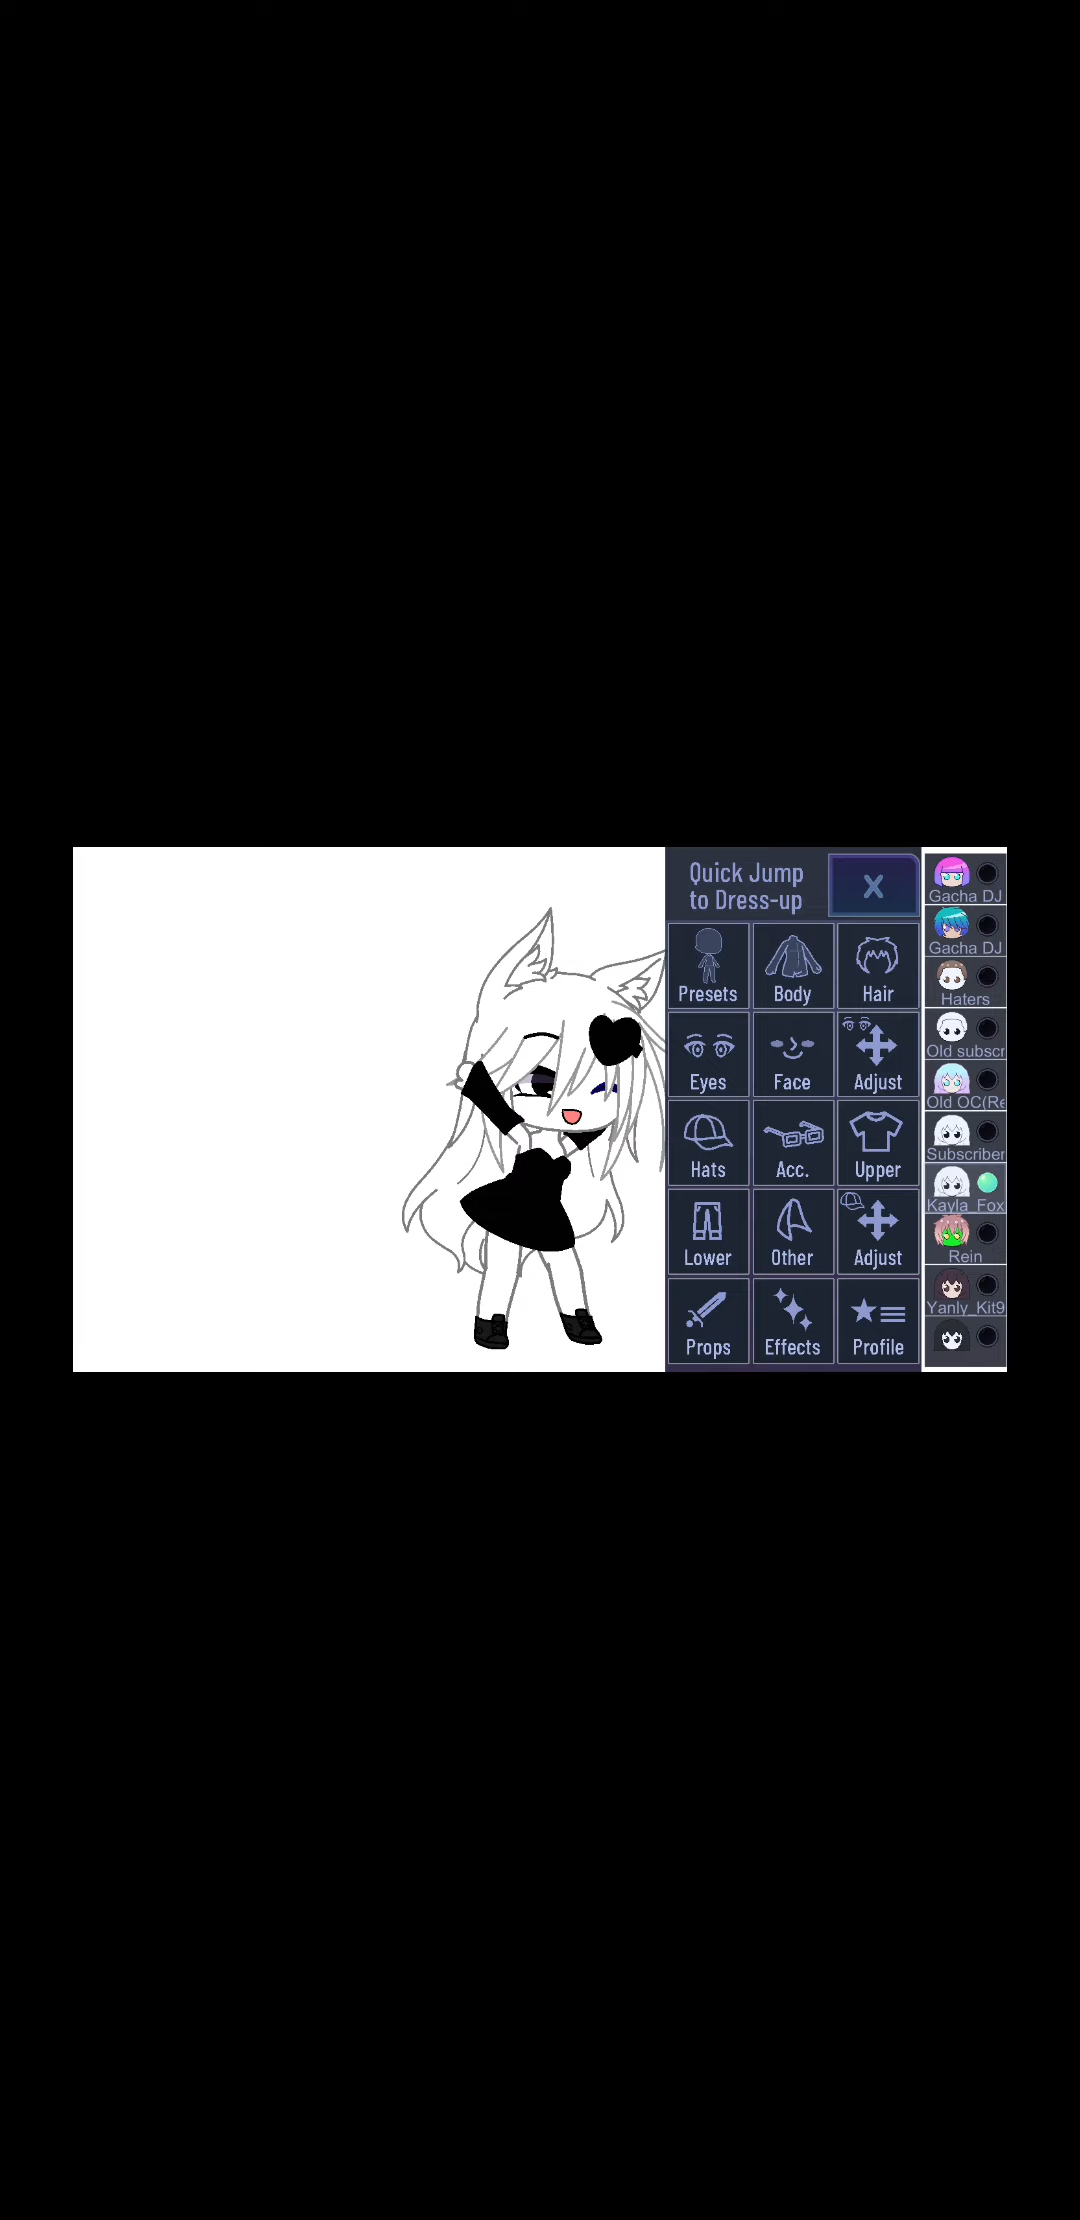 Quick Jump
to Dress-up
X
Presets
Body
Hair
Eyes
Face
Adjust
Hats
Acc.
Upper
Lower
Other
Adjust
Props
Effects
Profile
Gacha DJ
Gacha DJ
Haters
Old subscr
Old OC(Re
Subscriber
Kayla_Fox
Rein
Yanly_Kit9